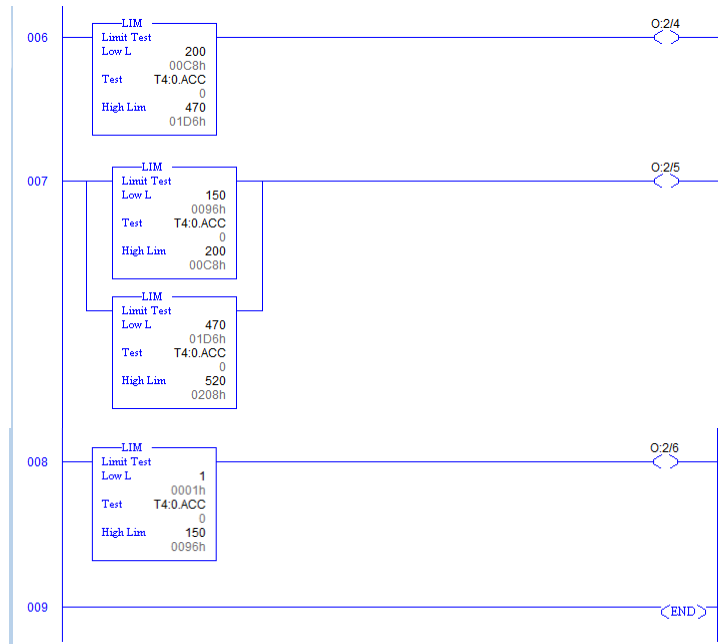 LIM
O:2/4
006
Limit Test
Low L 200
00C8h
Test T4:0.ACC
0
High Lim 470
01D6h
LIM
O:2/5
007
Limit Test
Low L 150
0096h
Test T4:0.ACC
0
High Lim 200
00C8h
LIM
Limit Test
Low L 470
01D6h
Test T4:0.ACC
0
High Lim 520
0208h
LIM
O:2/6
008
Limit Test
Low L 1
0001h
Test T4:0.ACC
0
High Lim 150
0096h
009
END